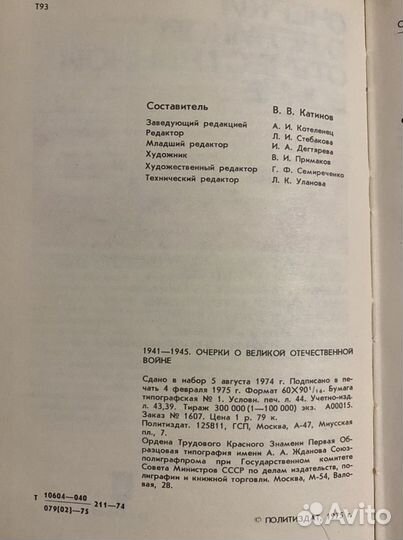 Т93
Составитель В. В. Катинов
Заведующий редакцией А. И. Котеленец
Редактор Л. И. Стебакова
Младший редактор И. А. Дегтярева
Художник В. И. Примаков
Художественный редактор Г. Ф. Семиреченко
Технический редактор Л. К. Уланова
1941—1945. ОЧЕРКИ О ВЕЛИКОЙ ОТЕЧЕСТВЕННОЙ
ВОЙНЕ
Сдано в набор 5 августа 1974 г. Подписано в пе-
чать 4 февраля 1975 г. Формат 60×90¹/₁₆. Бумага
типографская № 1. Условн. печ. л. 44. Учетно-изд.
л. 43,39. Тираж 300 000 (1—100 000) экз. А00015.
Заказ № 1607. Цена 1 р. 79 к.
Политиздат. 125811, ГСП, Москва, А-47, Миусская
пл., 7.
Ордена Трудового Красного Знамени Первая Об-
разцовая типография имени А. А. Жданова Союз-
полиграфпрома при Государственном комитете
Совета Министров СССР по делам издательств, по-
лиграфии и книжной торговли. Москва, М-54, Вало-
вая, 28.
Т 10604—040 211—74
079(02)—75
© ПОЛИТИЗДАТ, 1975 г.
Avito